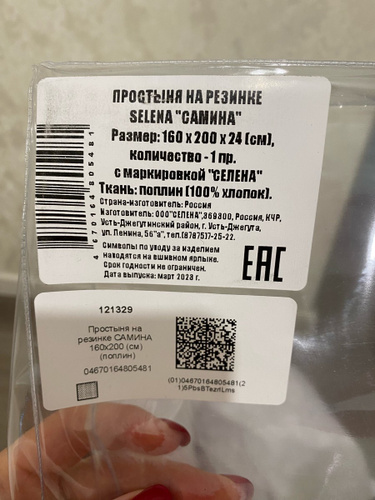 ПРОСТЫНЯ НА РЕЗИНКЕ
SELENA "САМИНА"
Размер: 160 х 200 х 24 (см),
количество - 1 пр.
с маркировкой "СЕЛЕНА"
Ткань: поплин (100% хлопок).
Страна-изготовитель: Россия
Изготовитель: ООО"СЕЛЕНА",369300, Россия, КЧР,
Усть-Джегутинский район, г. Усть-Джегута,
ул. Ленина, 56"а", тел.(87875)7-25-22.
Символы по уходу за изделием
находятся на вшивном ярлыке.
Срок годности не ограничен.
Дата выпуска: март 2023 г.
EAC
4670164805481
121329
Простыня на
резинке САМИНА
160х200 (см)
(поплин)
04670164805481
(01)04670164805481(2